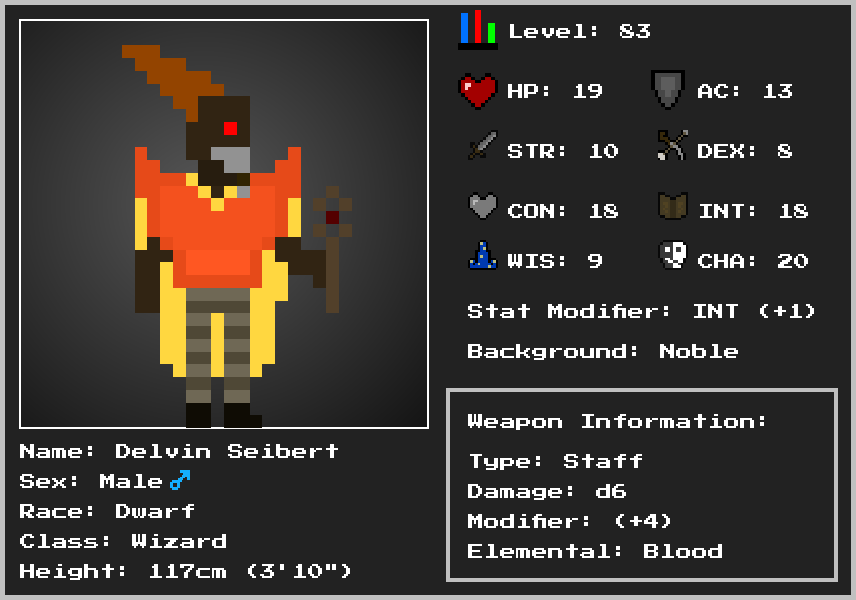 Level: 83
HP: 19 AC: 13
STR: 10 DEX: 8
CON: 18 INT: 18
WIS: 9 CHA: 20
Stat Modifier: INT (+1)
Background: Noble
Weapon Information:
Type: Staff
Damage: d6
Modifier: (+4)
Elemental: Blood
Name: Delvin Seibert
Sex: Male♂
Race: Dwarf
Class: Wizard
Height: 117cm (3'10")